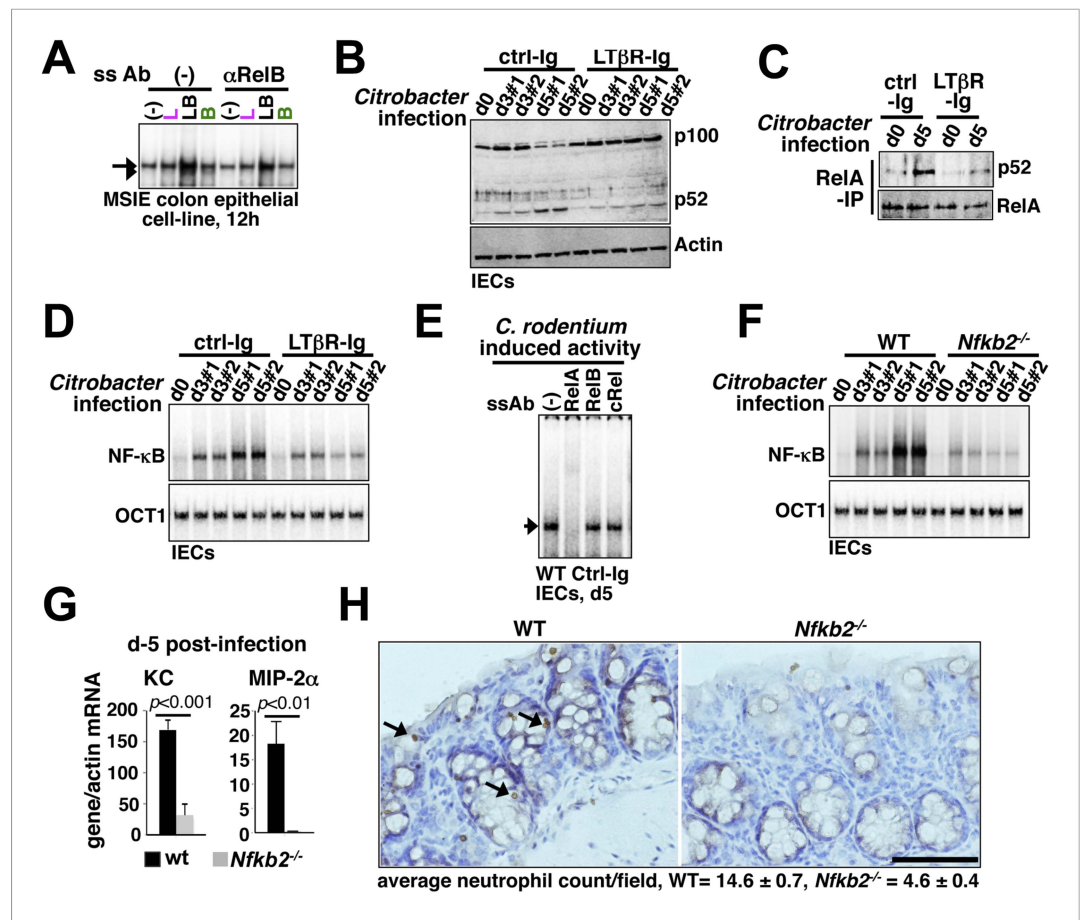 A
ss Ab (-) αRelB
(-) L LB B (-) L LB B
MSIE colon epithelial
cell-line, 12h
B
ctrl-Ig LTβR-Ig
Citrobacter
infection
d0 d3#1 d3#2 d5#1 d5#2 d0 d3#1 d3#2 d5#1 d5#2
p100
p52
Actin
IECs
C
ctrl
-Ig
LTβR
-Ig
Citrobacter
infection
d0 d5 d0 d5
RelA
-IP
p52
RelA
D
ctrl-Ig LTβR-Ig
Citrobacter
infection
d0 d3#1 d3#2 d5#1 d5#2 d0 d3#1 d3#2 d5#1 d5#2
NF-κB
OCT1
IECs
E
C. rodentium
induced activity
ssAb (-) RelA RelB cRel
WT Ctrl-Ig
IECs, d5
F
WT Nfkb2-/-
Citrobacter
infection
d0 d3#1 d3#2 d5#1 d5#2 d0 d3#1 d3#2 d5#1 d5#2
NF-κB
OCT1
IECs
G
d-5 post-infection
KC MIP-2α
p<0.001 p<0.01
gene/actin mRNA
200
150
100
50
0
25
20
15
10
5
0
wt Nfkb2-/-
H
WT Nfkb2-/-
average neutrophil count/field, WT= 14.6 ± 0.7, Nfkb2-/- = 4.6 ± 0.4